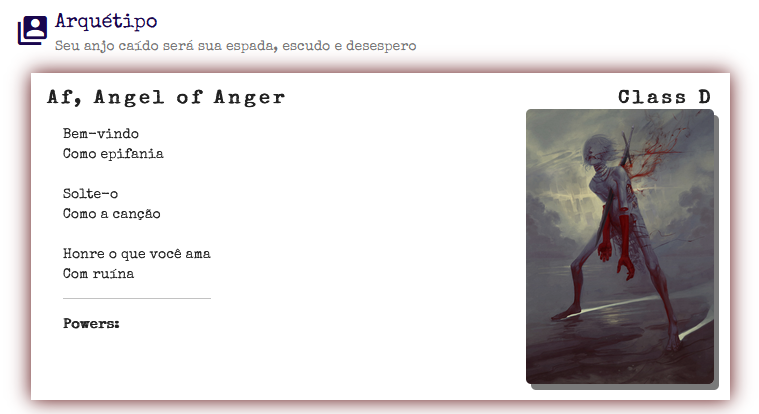 Arquétipo
Seu anjo caído será sua espada, escudo e desespero
Af, Angel of Anger
Class D
Bem-vindo
Como epifania
Solte-o
Como a canção
Honre o que você ama
Com ruína
Powers: